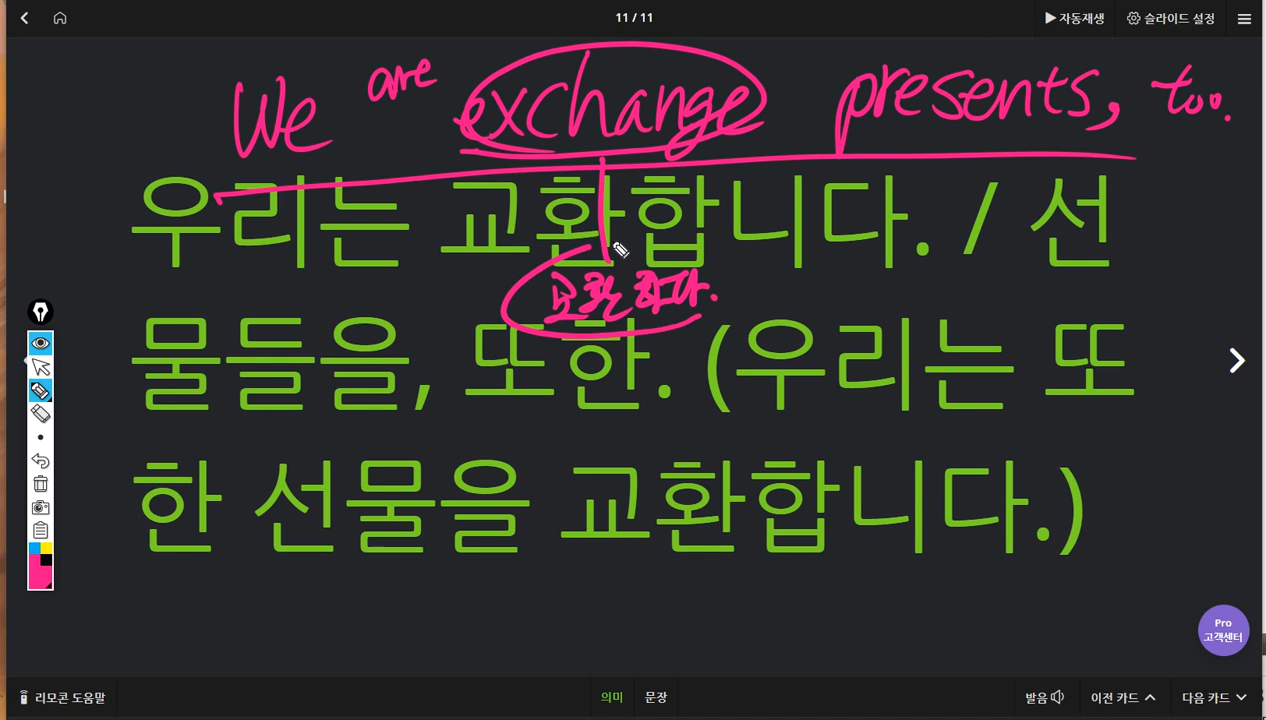 11 / 11
자동재생
슬라이드 설정
We are exchange presents, too.
우리는 교환합니다. / 선
교환하다.
물들을, 또한. (우리는 또
한 선물을 교환합니다.)
Pro
고객센터
리모콘 도움말
의미
문장
발음
이전 카드
다음 카드